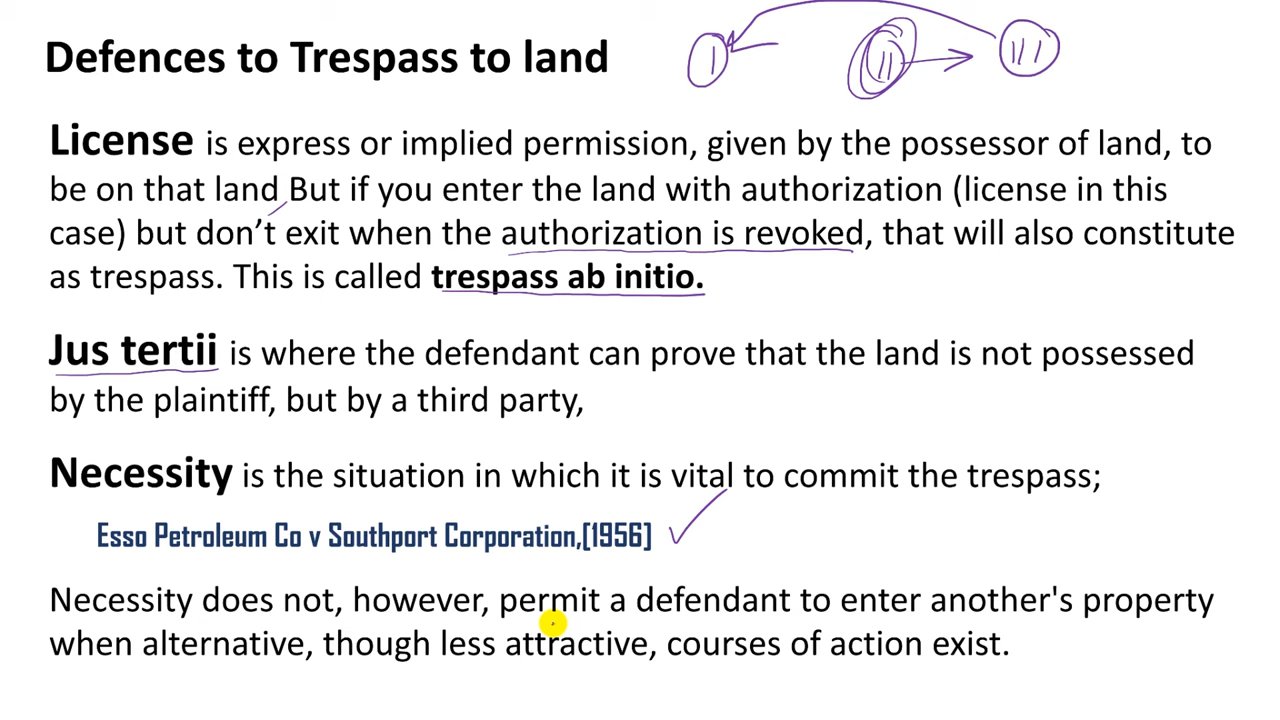 Defences to Trespass to land
I II III
License is express or implied permission, given by the possessor of land, to
be on that land But if you enter the land with authorization (license in this
case) but don’t exit when the authorization is revoked, that will also constitute
as trespass. This is called trespass ab initio.
Jus tertii is where the defendant can prove that the land is not possessed
by the plaintiff, but by a third party,
Necessity is the situation in which it is vital to commit the trespass;
Esso Petroleum Co v Southport Corporation,[1956]
Necessity does not, however, permit a defendant to enter another's property
when alternative, though less attractive, courses of action exist.